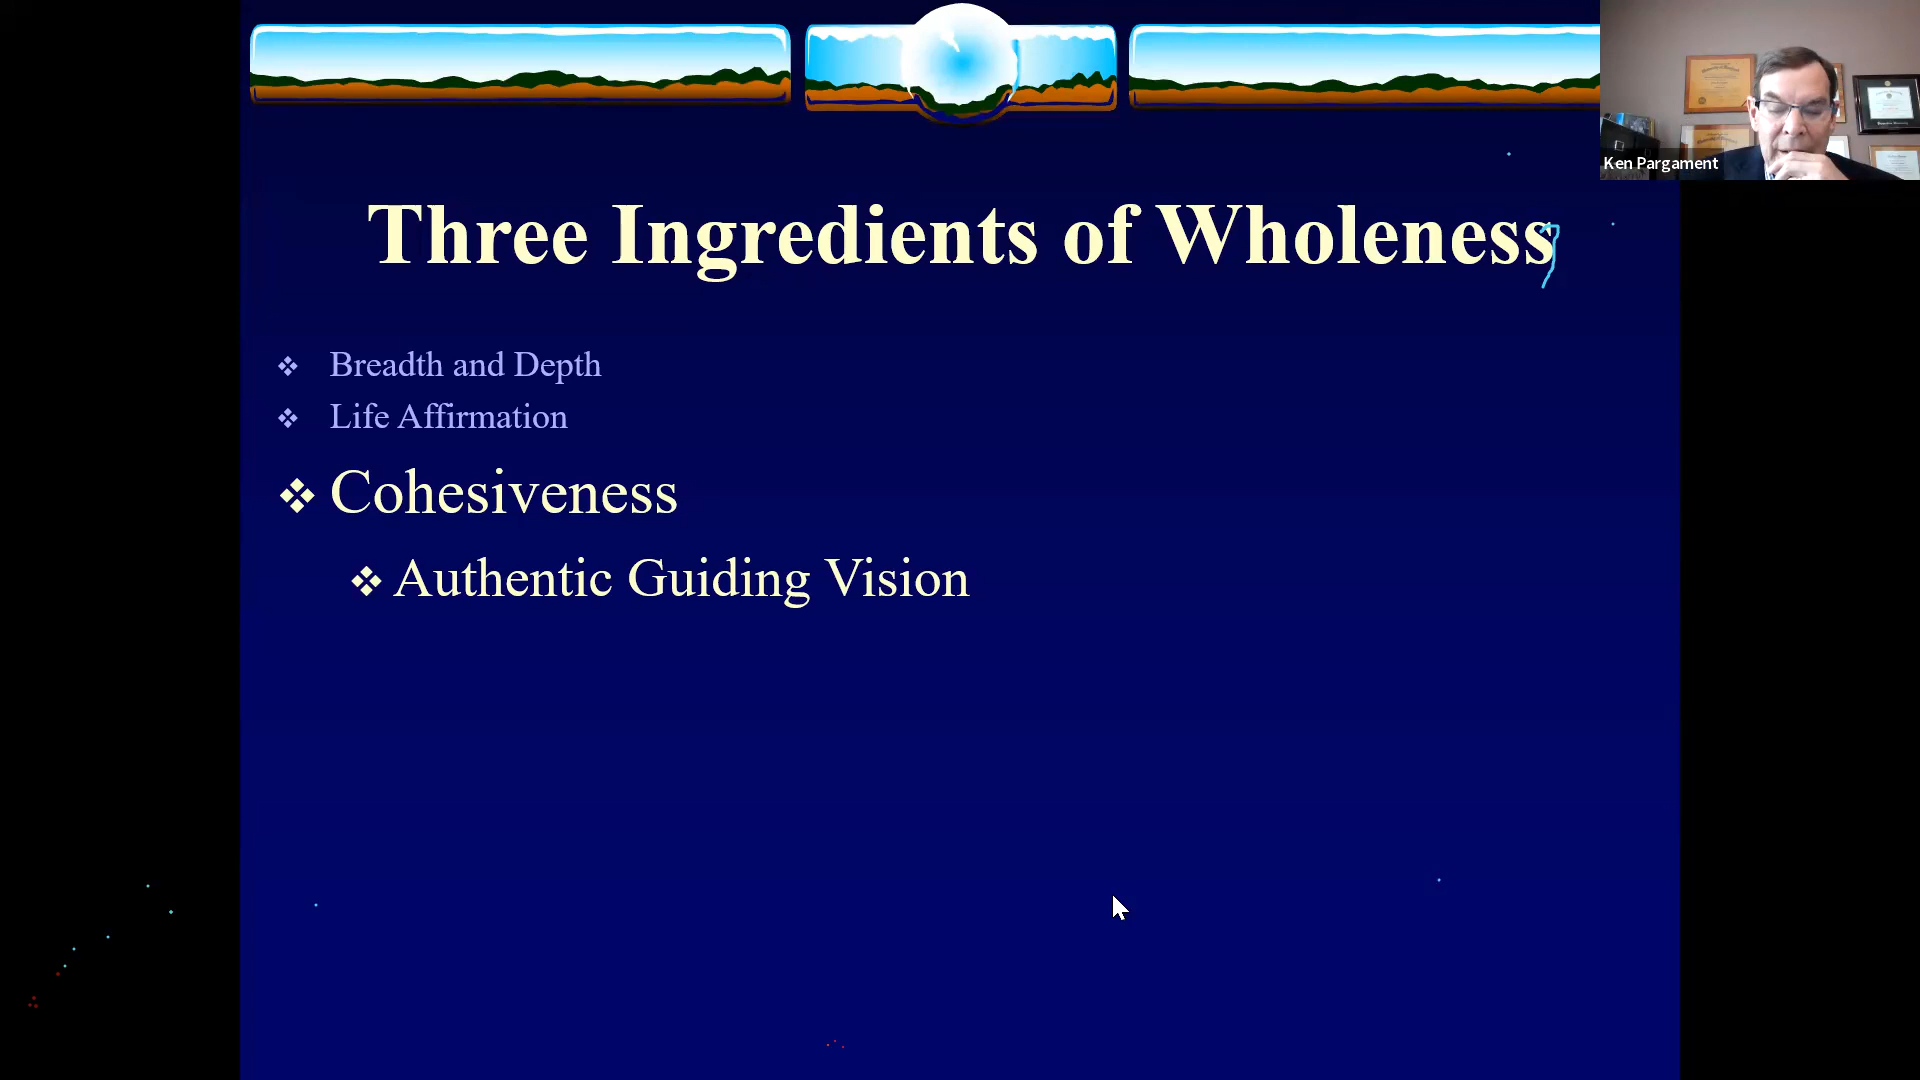 Three Ingredients of Wholeness
Ken Pargament
Breadth and Depth
Life Affirmation
Cohesiveness
Authentic Guiding Vision